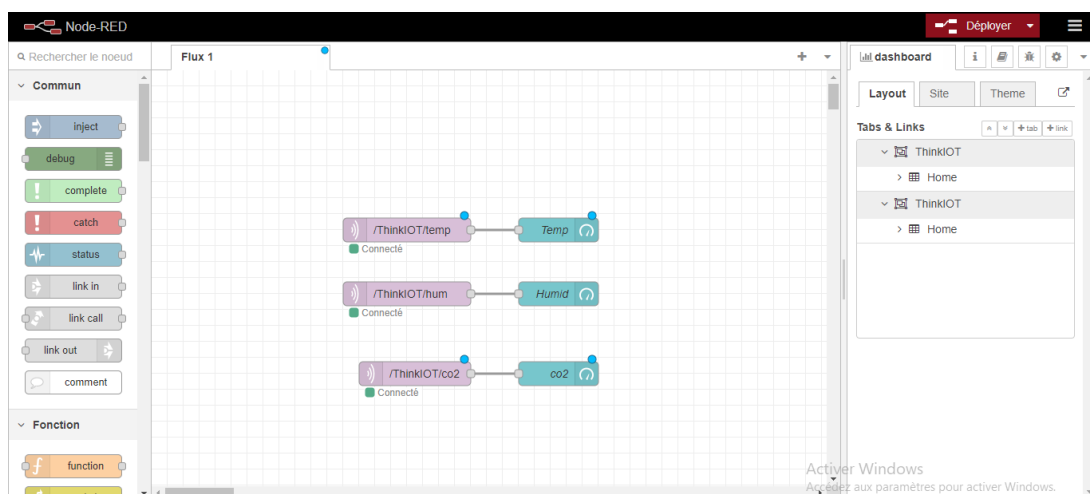 Node-RED
Déployer
Rechercher le noeud
Flux 1
dashboard
i
Commun
inject
debug
complete
catch
status
link in
link call
link out
comment
Fonction
function
/ThinkIOT/temp
Temp
Connecté
/ThinkIOT/hum
Humid
Connecté
/ThinkIOT/co2
co2
Connecté
Layout
Site
Theme
Tabs & Links
+ tab
+ link
ThinkIOT
Home
ThinkIOT
Home
Activer Windows
Accédez aux paramètres pour activer Windows.